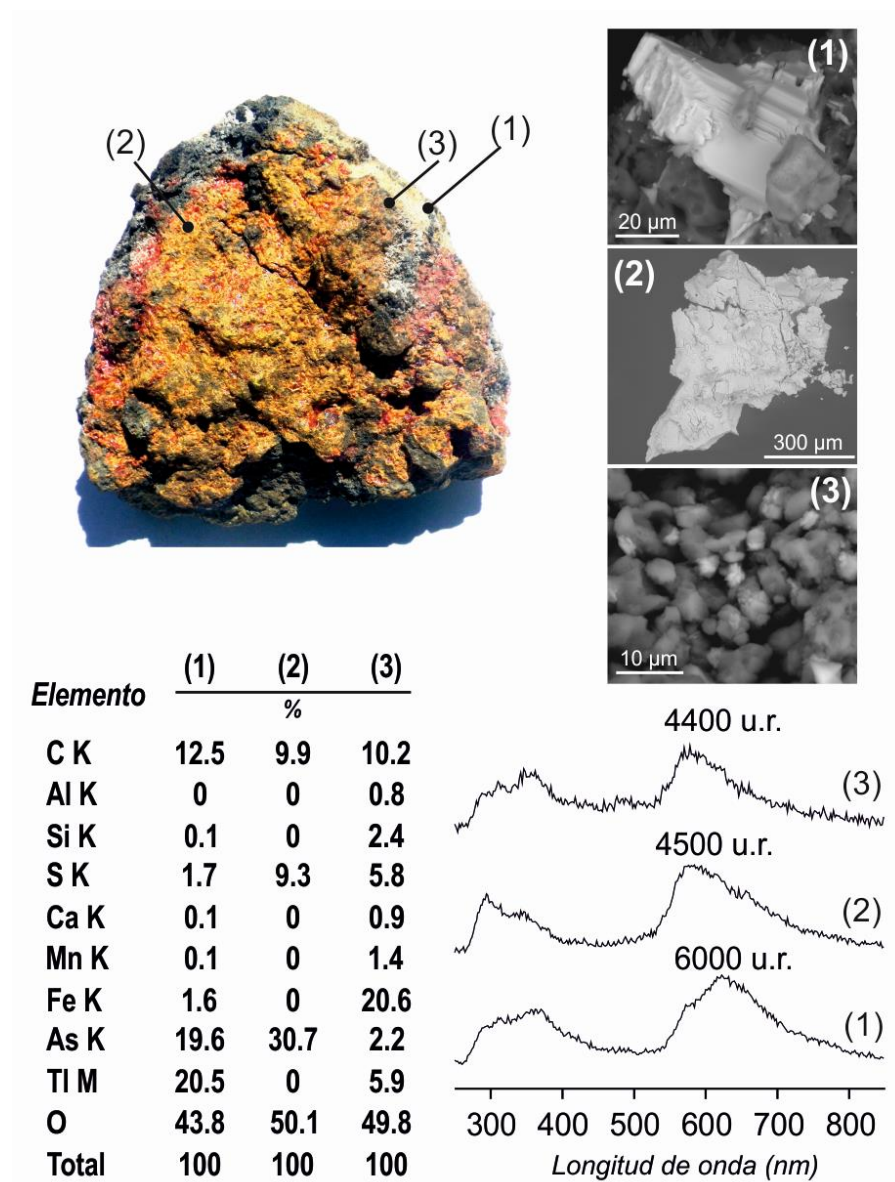 (1)
(2)
(3)
(1)
20 µm
(2)
300 µm
(3)
10 µm
Elemento (1) (2) (3)
%
C K 12.5 9.9 10.2
Al K 0 0 0.8
Si K 0.1 0 2.4
S K 1.7 9.3 5.8
Ca K 0.1 0 0.9
Mn K 0.1 0 1.4
Fe K 1.6 0 20.6
As K 19.6 30.7 2.2
Tl M 20.5 0 5.9
O 43.8 50.1 49.8
Total 100 100 100
4400 u.r.
(3)
4500 u.r.
(2)
6000 u.r.
(1)
300 400 500 600 700 800
Longitud de onda (nm)